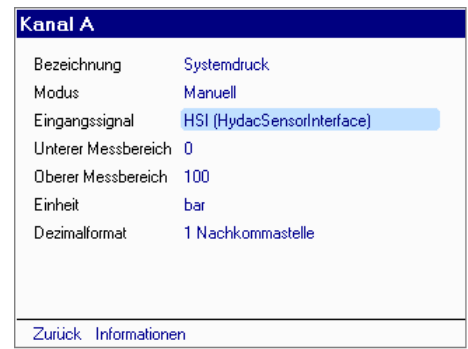 Kanal A
Bezeichnung Systemdruck
Modus Manuell
Eingangssignal HSI (HydacSensorInterface)
Unterer Messbereich 0
Oberer Messbereich 100
Einheit bar
Dezimalformat 1 Nachkommastelle
Zurück Informationen